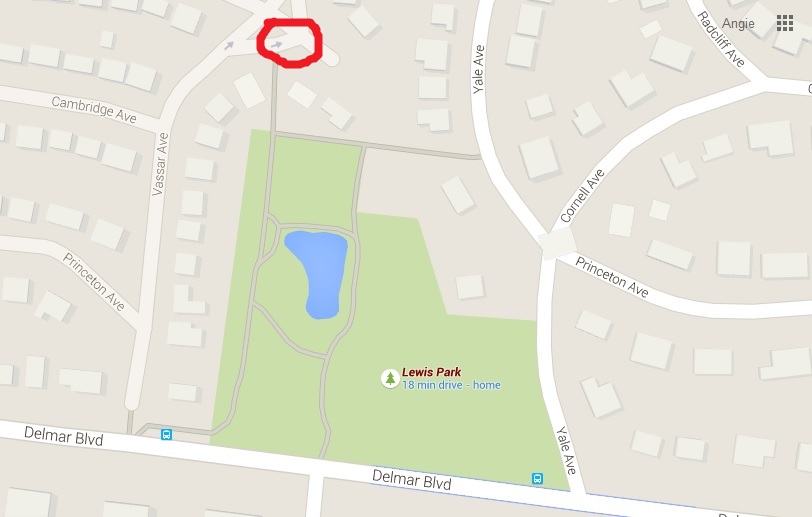 Radcliff Ave
Angie
Yale Ave
Cambridge Ave
Vassar Ave
Cornell Ave
Princeton Ave
Princeton Ave
Lewis Park
18 min drive - home
Delmar Blvd
Yale Ave
Delmar Blvd